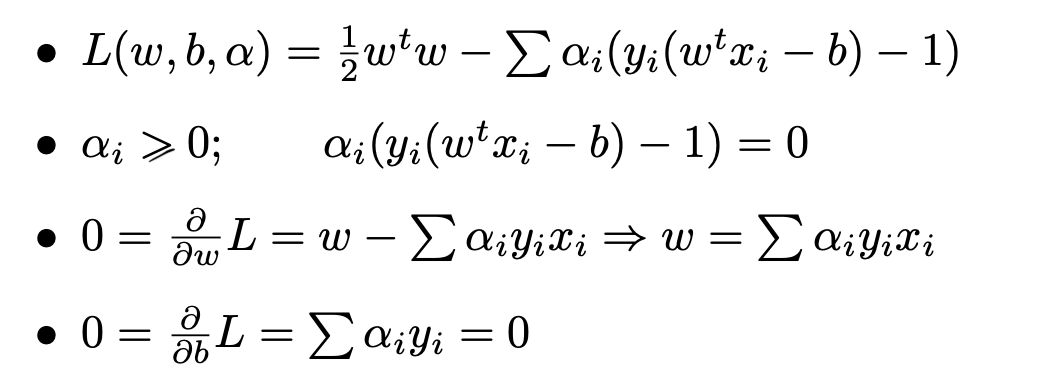 • L(w, b, α) = ½wᵗw − ∑ αᵢ(yᵢ(wᵗxᵢ − b) − 1)
• αᵢ ⩾ 0; αᵢ(yᵢ(wᵗxᵢ − b) − 1) = 0
• 0 = ∂/∂w L = w − ∑ αᵢyᵢxᵢ ⇒ w = ∑ αᵢyᵢxᵢ
• 0 = ∂/∂b L = ∑ αᵢyᵢ = 0